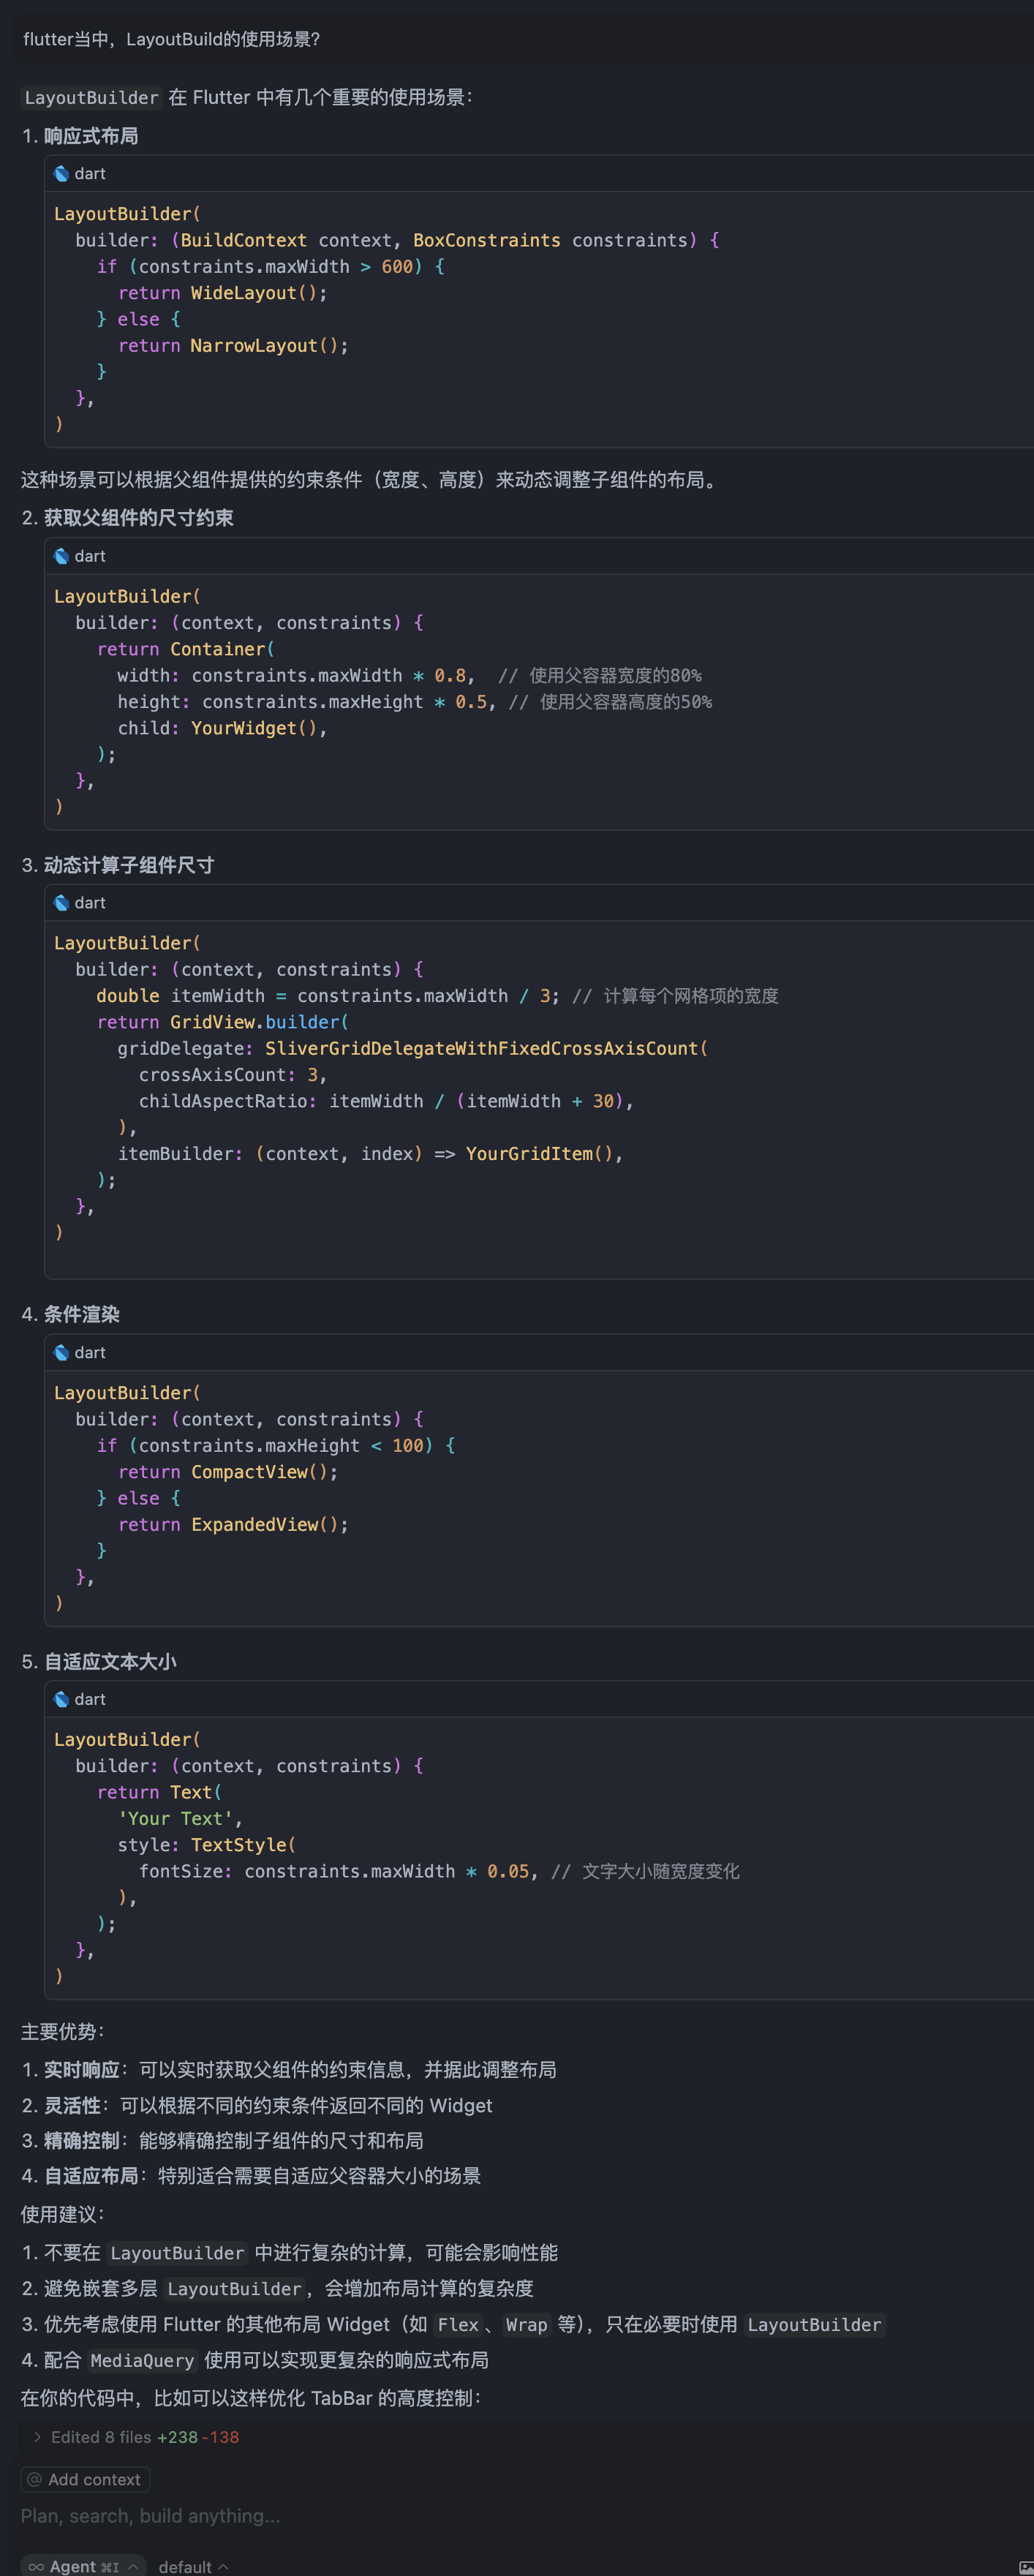 flutter当中，LayoutBuild的使用场景?
LayoutBuilder 在 Flutter 中有几个重要的使用场景：
1. 响应式布局
dart
LayoutBuilder(
  builder: (BuildContext context, BoxConstraints constraints) {
    if (constraints.maxWidth > 600) {
      return WideLayout();
    } else {
      return NarrowLayout();
    }
  },
)
这种场景可以根据父组件提供的约束条件（宽度、高度）来动态调整子组件的布局。
2. 获取父组件的尺寸约束
dart
LayoutBuilder(
  builder: (context, constraints) {
    return Container(
      width: constraints.maxWidth * 0.8,  // 使用父容器宽度的80%
      height: constraints.maxHeight * 0.5, // 使用父容器高度的50%
      child: YourWidget(),
    );
  },
)
3. 动态计算子组件尺寸
dart
LayoutBuilder(
  builder: (context, constraints) {
    double itemWidth = constraints.maxWidth / 3; // 计算每个网格项的宽度
    return GridView.builder(
      gridDelegate: SliverGridDelegateWithFixedCrossAxisCount(
        crossAxisCount: 3,
        childAspectRatio: itemWidth / (itemWidth + 30),
      ),
      itemBuilder: (context, index) => YourGridItem(),
    );
  },
)
4. 条件渲染
dart
LayoutBuilder(
  builder: (context, constraints) {
    if (constraints.maxHeight < 100) {
      return CompactView();
    } else {
      return ExpandedView();
    }
  },
)
5. 自适应文本大小
dart
LayoutBuilder(
  builder: (context, constraints) {
    return Text(
      'Your Text',
      style: TextStyle(
        fontSize: constraints.maxWidth * 0.05, // 文字大小随宽度变化
      ),
    );
  },
)
主要优势：
1. 实时响应：可以实时获取父组件的约束信息，并据此调整布局
2. 灵活性：可以根据不同的约束条件返回不同的 Widget
3. 精确控制：能够精确控制子组件的尺寸和布局
4. 自适应布局：特别适合需要自适应父容器大小的场景
使用建议：
1. 不要在 LayoutBuilder 中进行复杂的计算，可能会影响性能
2. 避免嵌套多层 LayoutBuilder，会增加布局计算的复杂度
3. 优先考虑使用 Flutter 的其他布局 Widget（如 Flex、Wrap 等），只在必要时使用 LayoutBuilder
4. 配合 MediaQuery 使用可以实现更复杂的响应式布局
在你的代码中，比如可以这样优化 TabBar 的高度控制：
Edited 8 files +238 -138
@ Add context
Plan, search, build anything...
∞ Agent ⌘I default